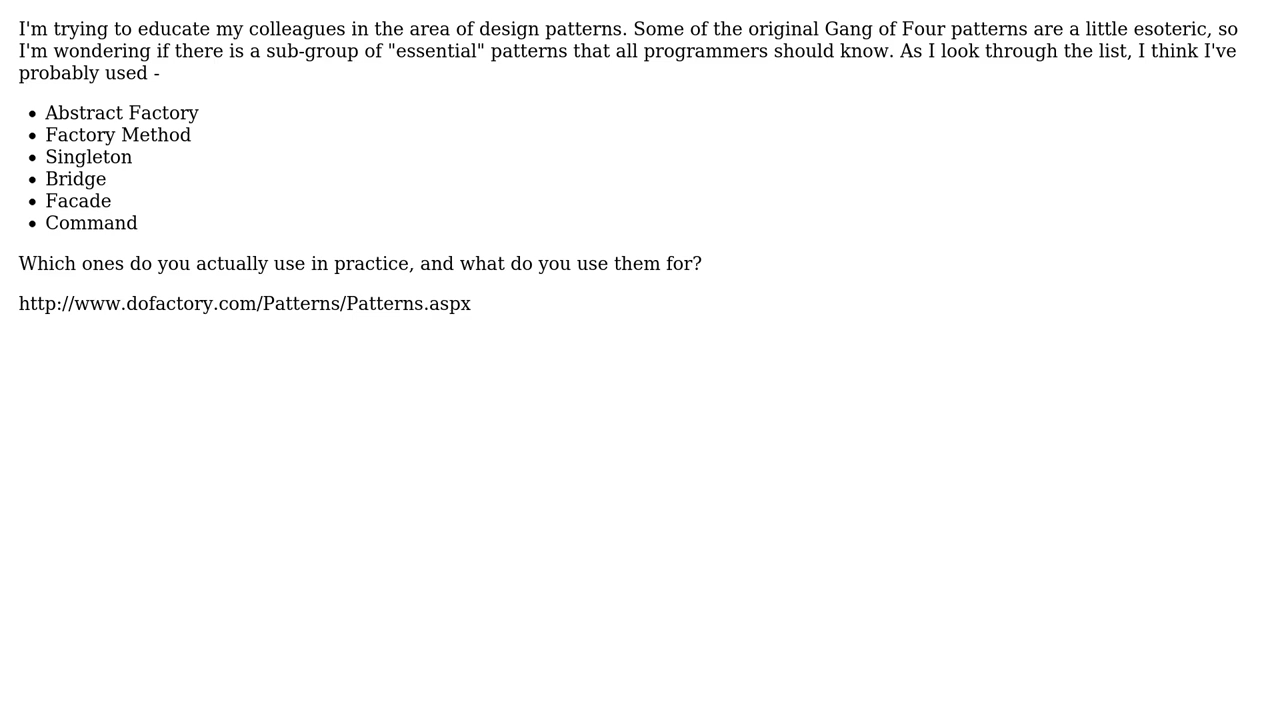 I'm trying to educate my colleagues in the area of design patterns. Some of the original Gang of Four patterns are a little esoteric, so
I'm wondering if there is a sub-group of "essential" patterns that all programmers should know. As I look through the list, I think I've
probably used -
• Abstract Factory
• Factory Method
• Singleton
• Bridge
• Facade
• Command
Which ones do you actually use in practice, and what do you use them for?
http://www.dofactory.com/Patterns/Patterns.aspx